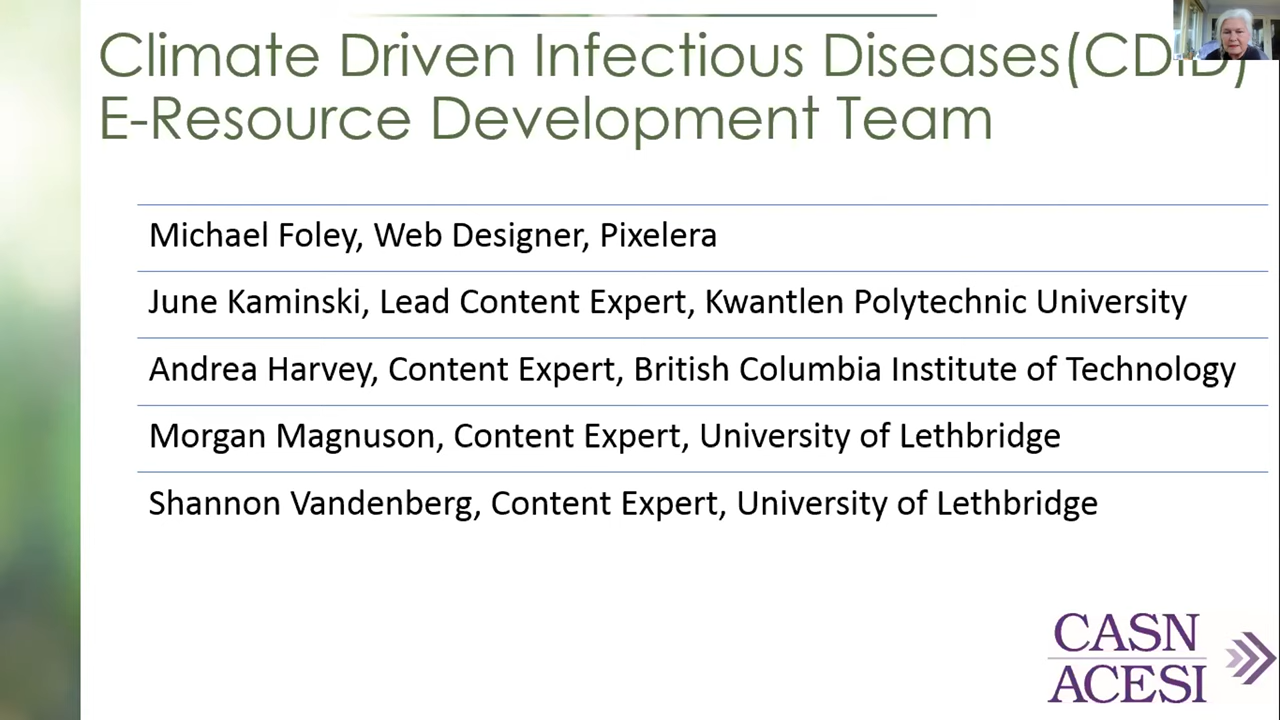 Climate Driven Infectious Diseases(CDID)
E-Resource Development Team
Michael Foley, Web Designer, Pixelera
June Kaminski, Lead Content Expert, Kwantlen Polytechnic University
Andrea Harvey, Content Expert, British Columbia Institute of Technology
Morgan Magnuson, Content Expert, University of Lethbridge
Shannon Vandenberg, Content Expert, University of Lethbridge
CASN
ACESI